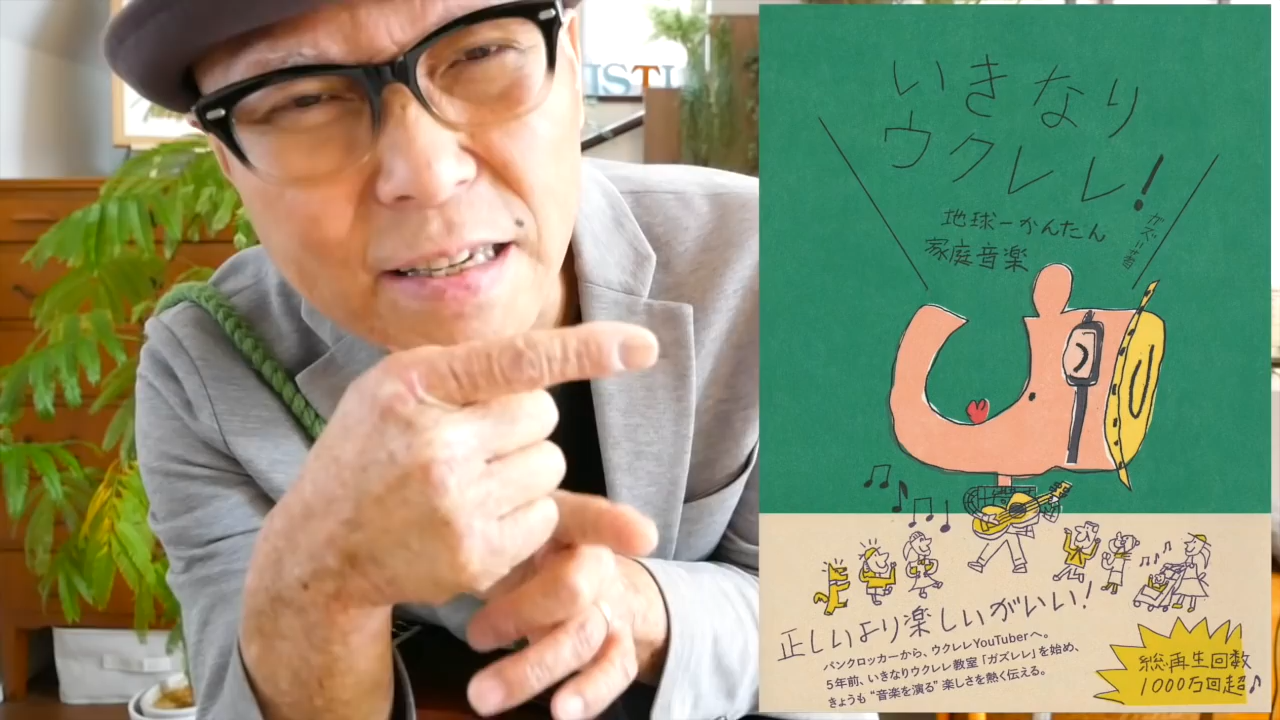 IST
いきなり
ウクレレ!
地球一かんたん
家庭音楽
ガズ 著
正しいより楽しいがいい!
パンクロッカーから、ウクレレYouTuberへ。
5年前、いきなりウクレレ教室「ガズレレ」を始め、
きょうも“音楽を演る”楽しさを熱く伝える。
総再生回数
1000万回超